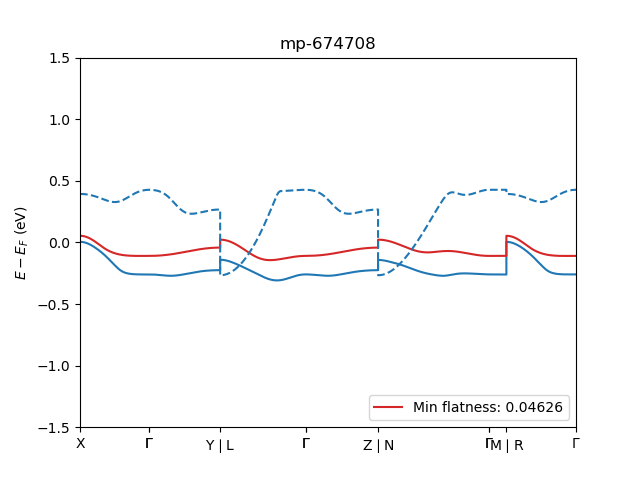 mp-674708
1.5
1.0
0.5
0.0
−0.5
−1.0
−1.5
E − E_F (eV)
Min flatness: 0.04626
X Γ Y | L Γ Z | N Γ M | R Γ